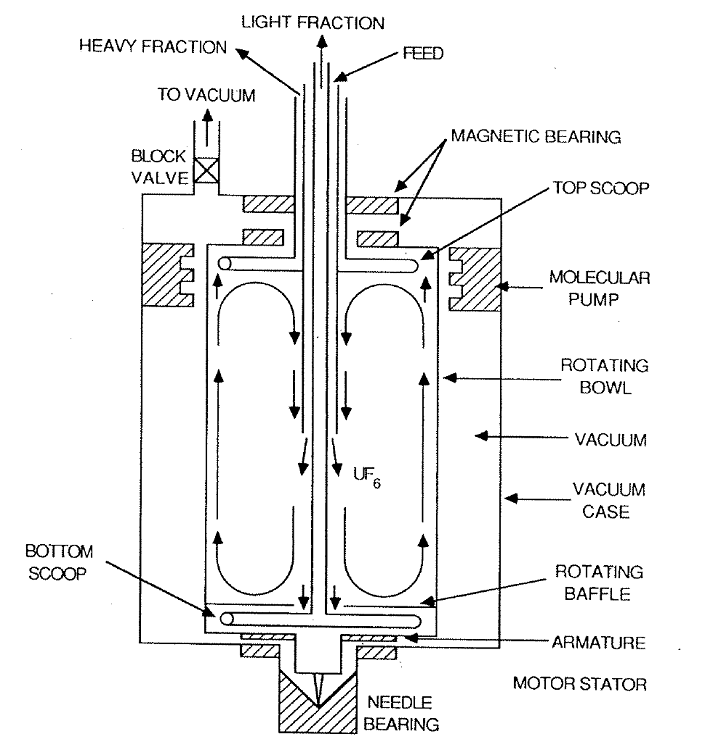 LIGHT FRACTION
HEAVY FRACTION
FEED
TO VACUUM
MAGNETIC BEARING
BLOCK
VALVE
TOP SCOOP
MOLECULAR
PUMP
ROTATING
BOWL
VACUUM
UF6
VACUUM
CASE
BOTTOM
SCOOP
ROTATING
BAFFLE
ARMATURE
MOTOR STATOR
NEEDLE
BEARING